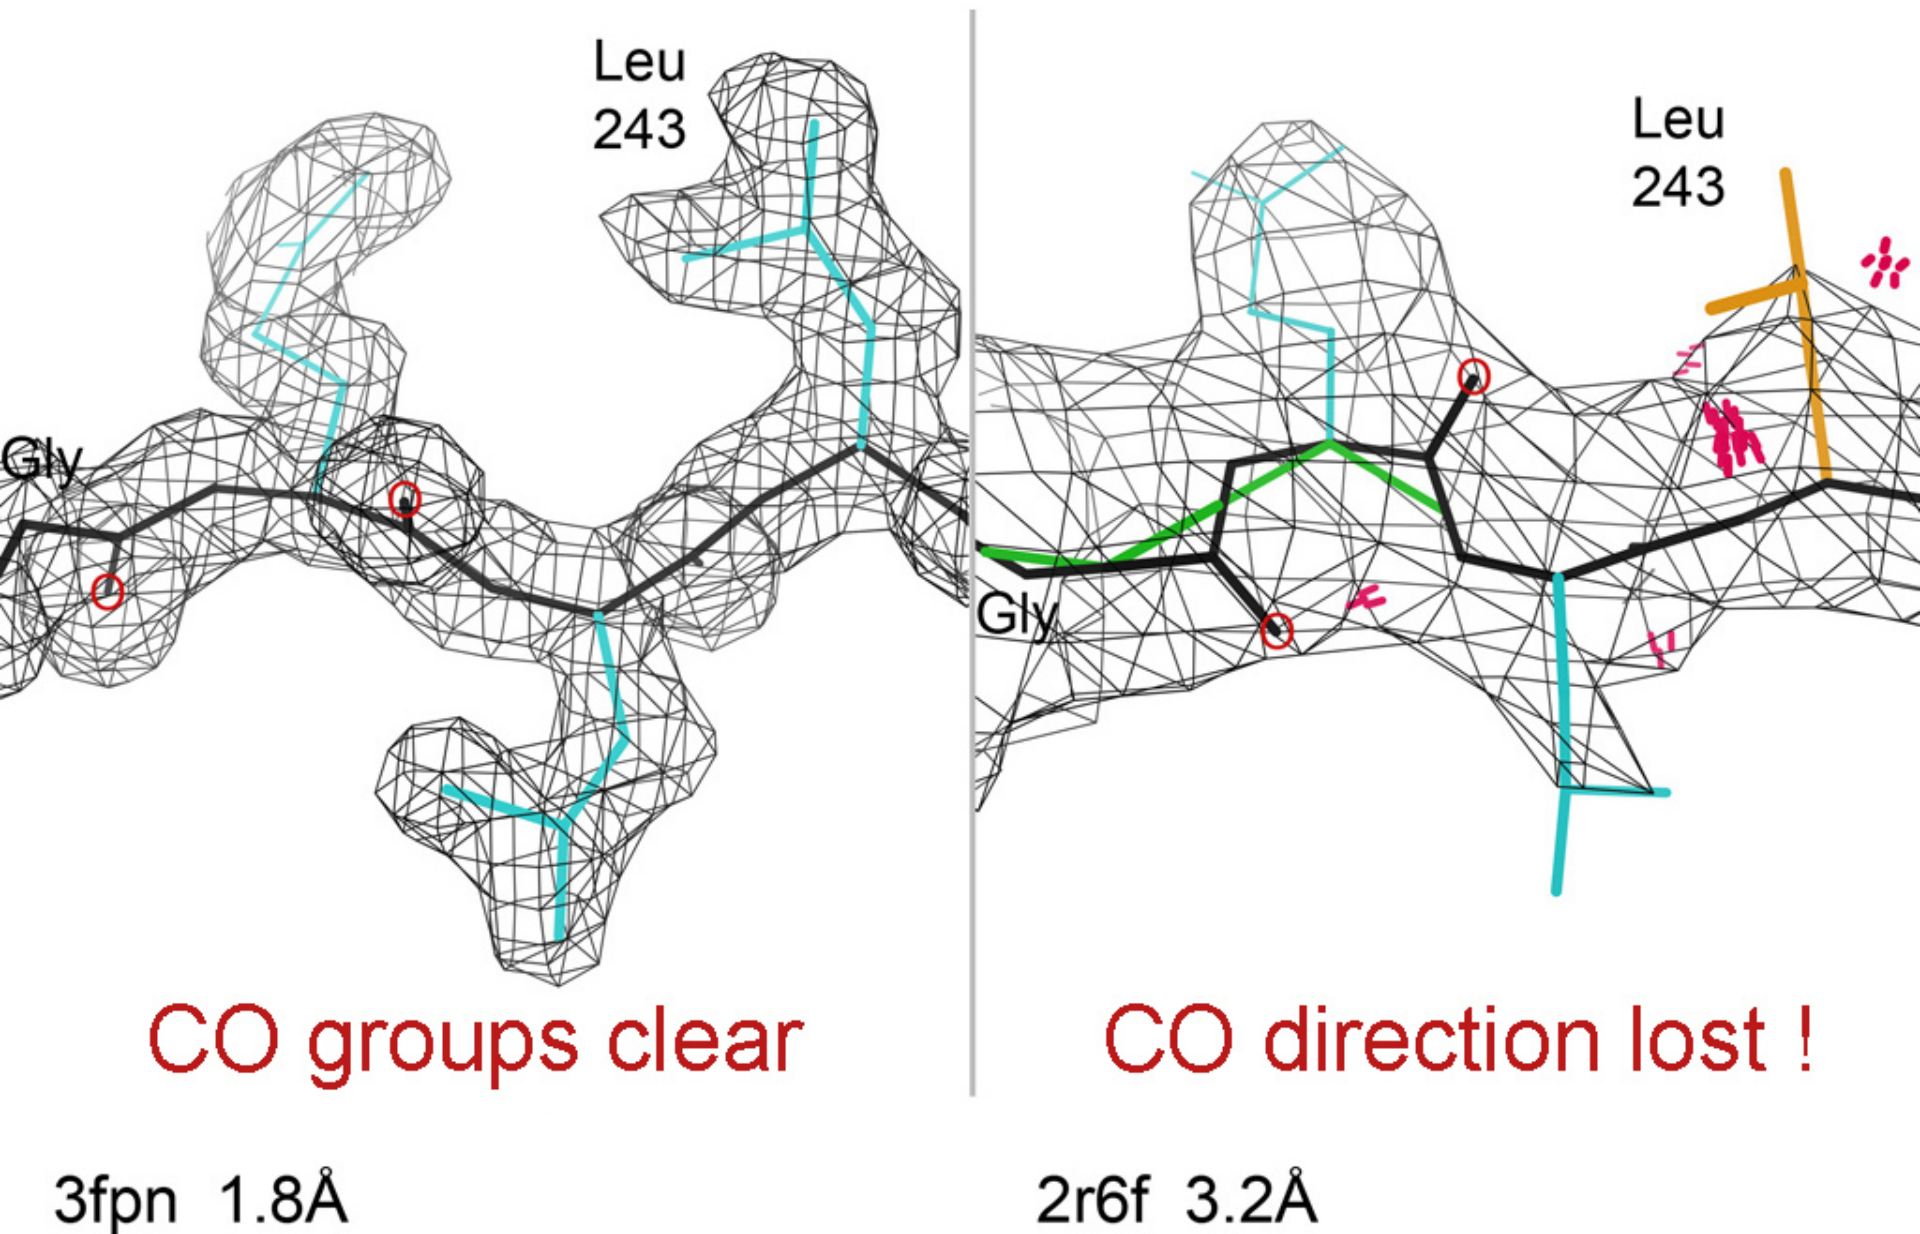 Leu
243
Gly
O
O
CO groups clear
3fpn 1.8Å
Leu
243
O
Gly
O
CO direction lost !
2r6f 3.2Å